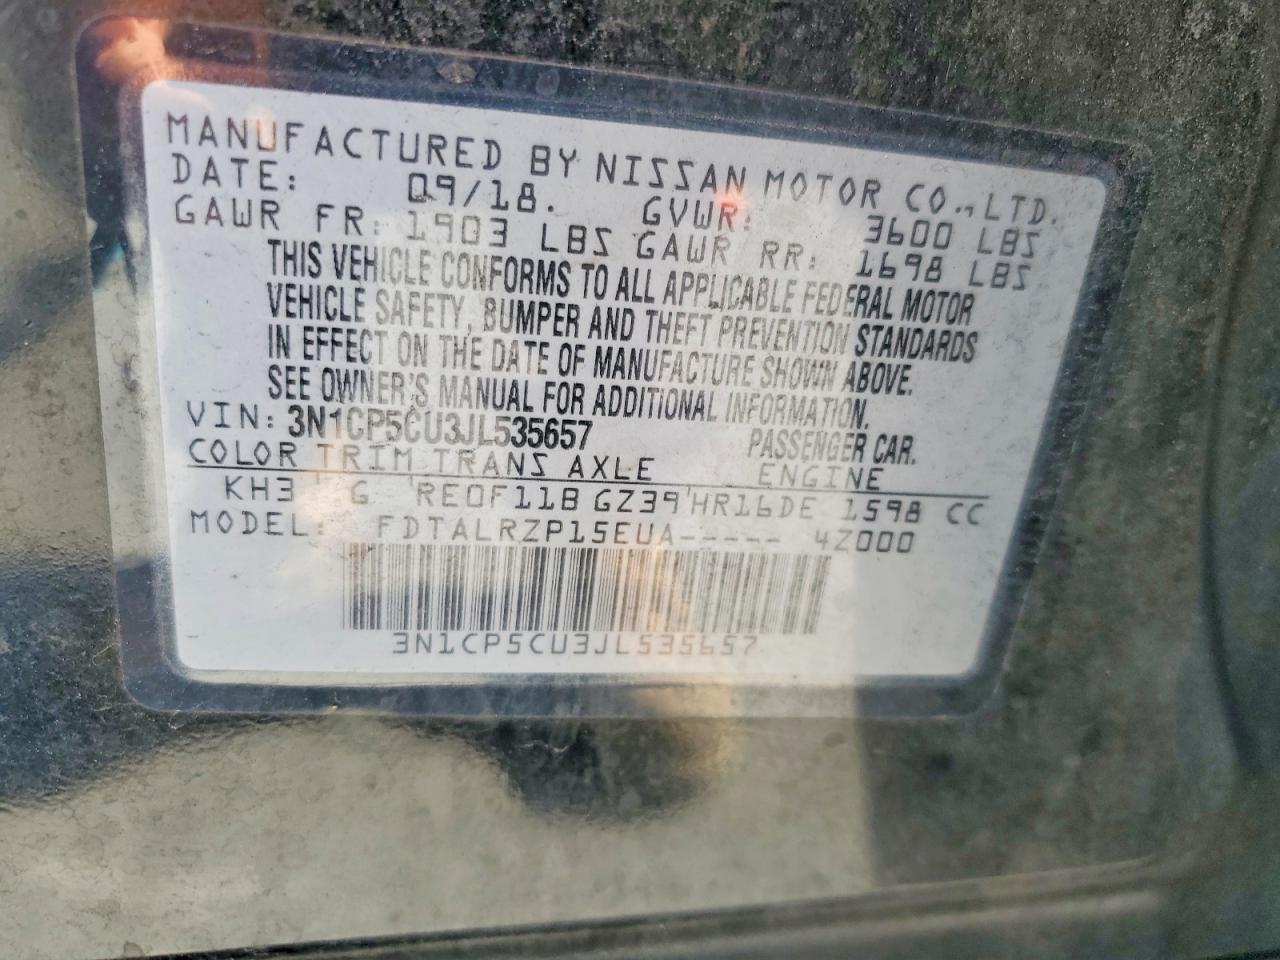 MANUFACTURED BY NISSAN MOTOR CO., LTD.
DATE: 09/18. GVWR: 3600 LBS
GAWR FR: 1903 LBS GAWR RR: 1698 LBS
THIS VEHICLE CONFORMS TO ALL APPLICABLE FEDERAL MOTOR
VEHICLE SAFETY, BUMPER AND THEFT PREVENTION STANDARDS
IN EFFECT ON THE DATE OF MANUFACTURE SHOWN ABOVE.
SEE OWNER'S MANUAL FOR ADDITIONAL INFORMATION.
VIN: 3N1CP5CU3JL535657 PASSENGER CAR.
COLOR TRIM TRANS AXLE ENGINE
KH3 G RE0F11B GZ39 HR16DE 1598 CC
MODEL: FDTALRZP15EUA----- 4Z000
3N1CP5CU3JL535657